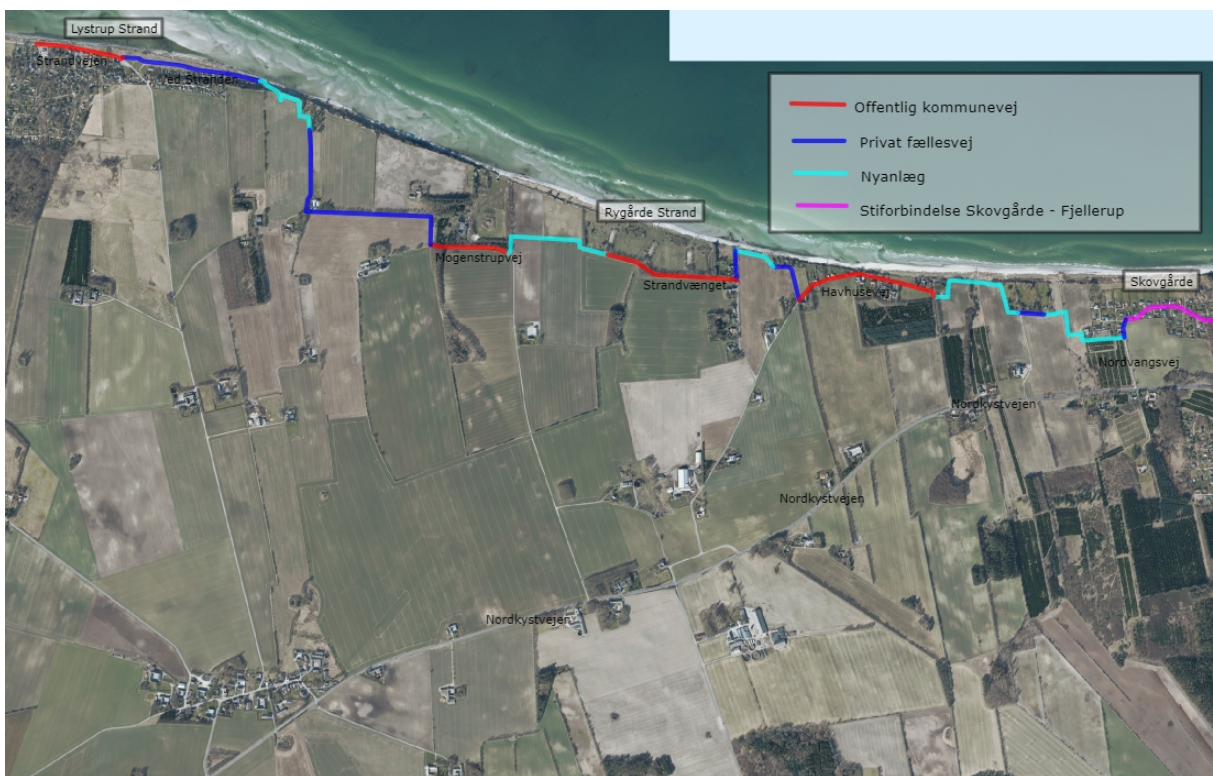 Lystrup Strand
Strandvejen
Ved Stranden
Offentlig kommunevej
Privat fællesvej
Nyanlæg
Stiforbindelse Skovgårde - Fjellerup
Rygårde Strand
Mogenstrupvej
Strandvænget
Havhusevej
Skovgårde
Nordvangsvej
Nordkystvejen
Nordkystvejen
Nordkystvejen